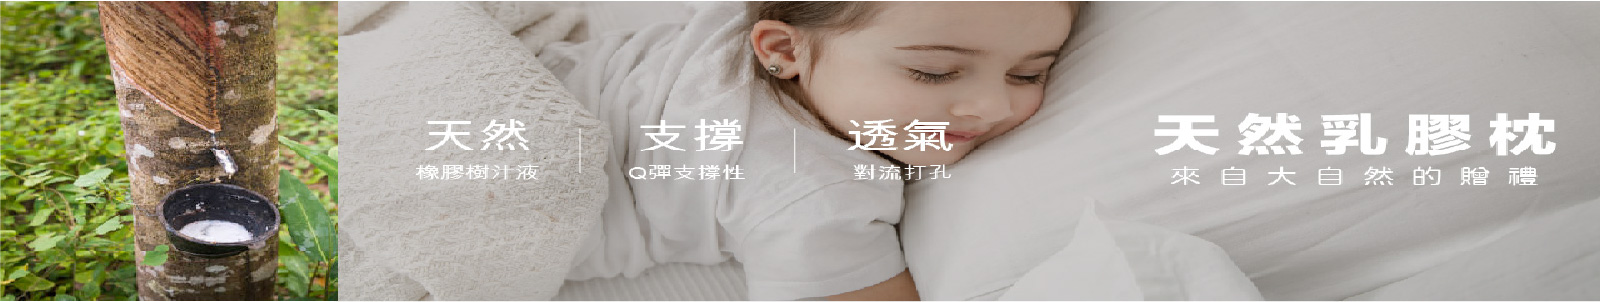 天然
橡膠樹汁液
支撐
Q彈支撐性
透氣
對流打孔
天然乳膠枕
來自大自然的贈禮